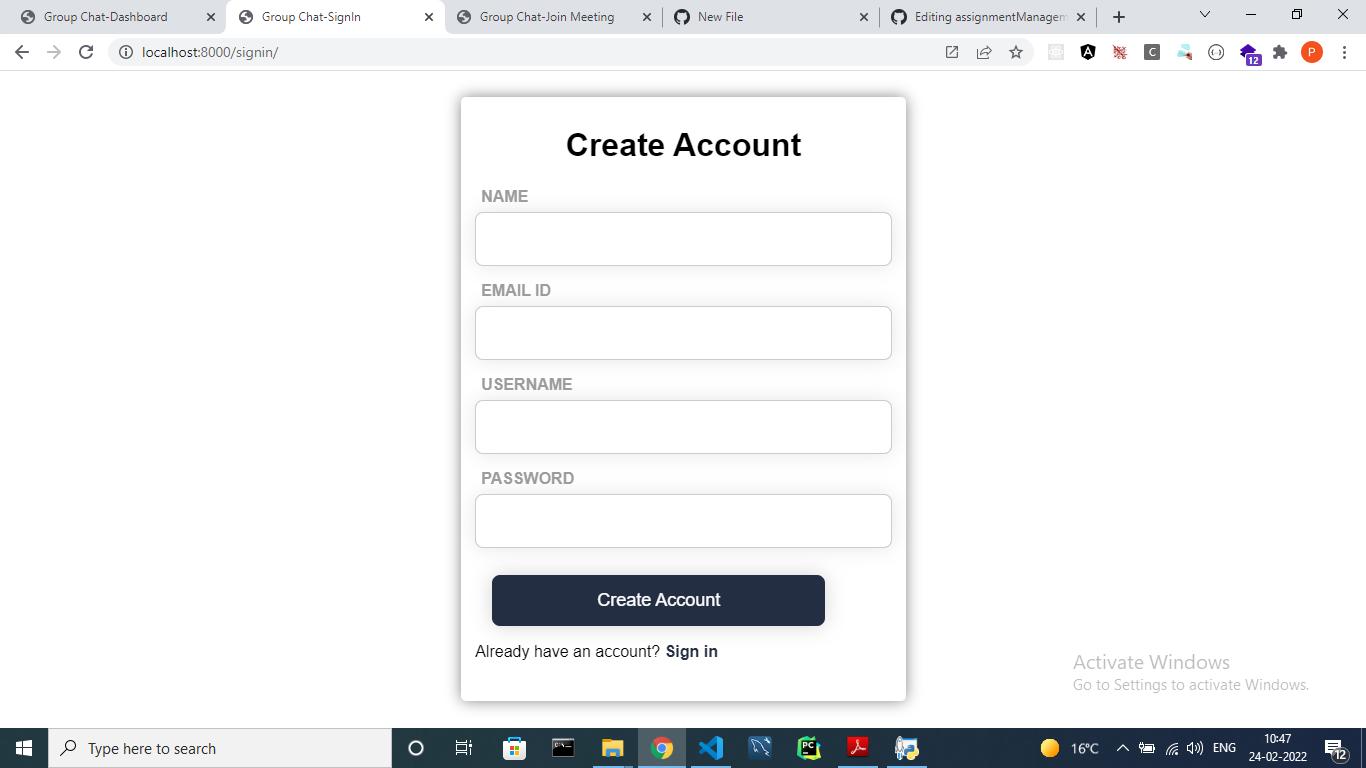 Group Chat-Dashboard
Group Chat-SignIn
Group Chat-Join Meeting
New File
Editing assignmentManagem
localhost:8000/signin/
C
P
12
Create Account
NAME
EMAIL ID
USERNAME
PASSWORD
Create Account
Already have an account? Sign in
Activate Windows
Go to Settings to activate Windows.
Type here to search
PC
16°C
ENG
10:47
24-02-2022
12